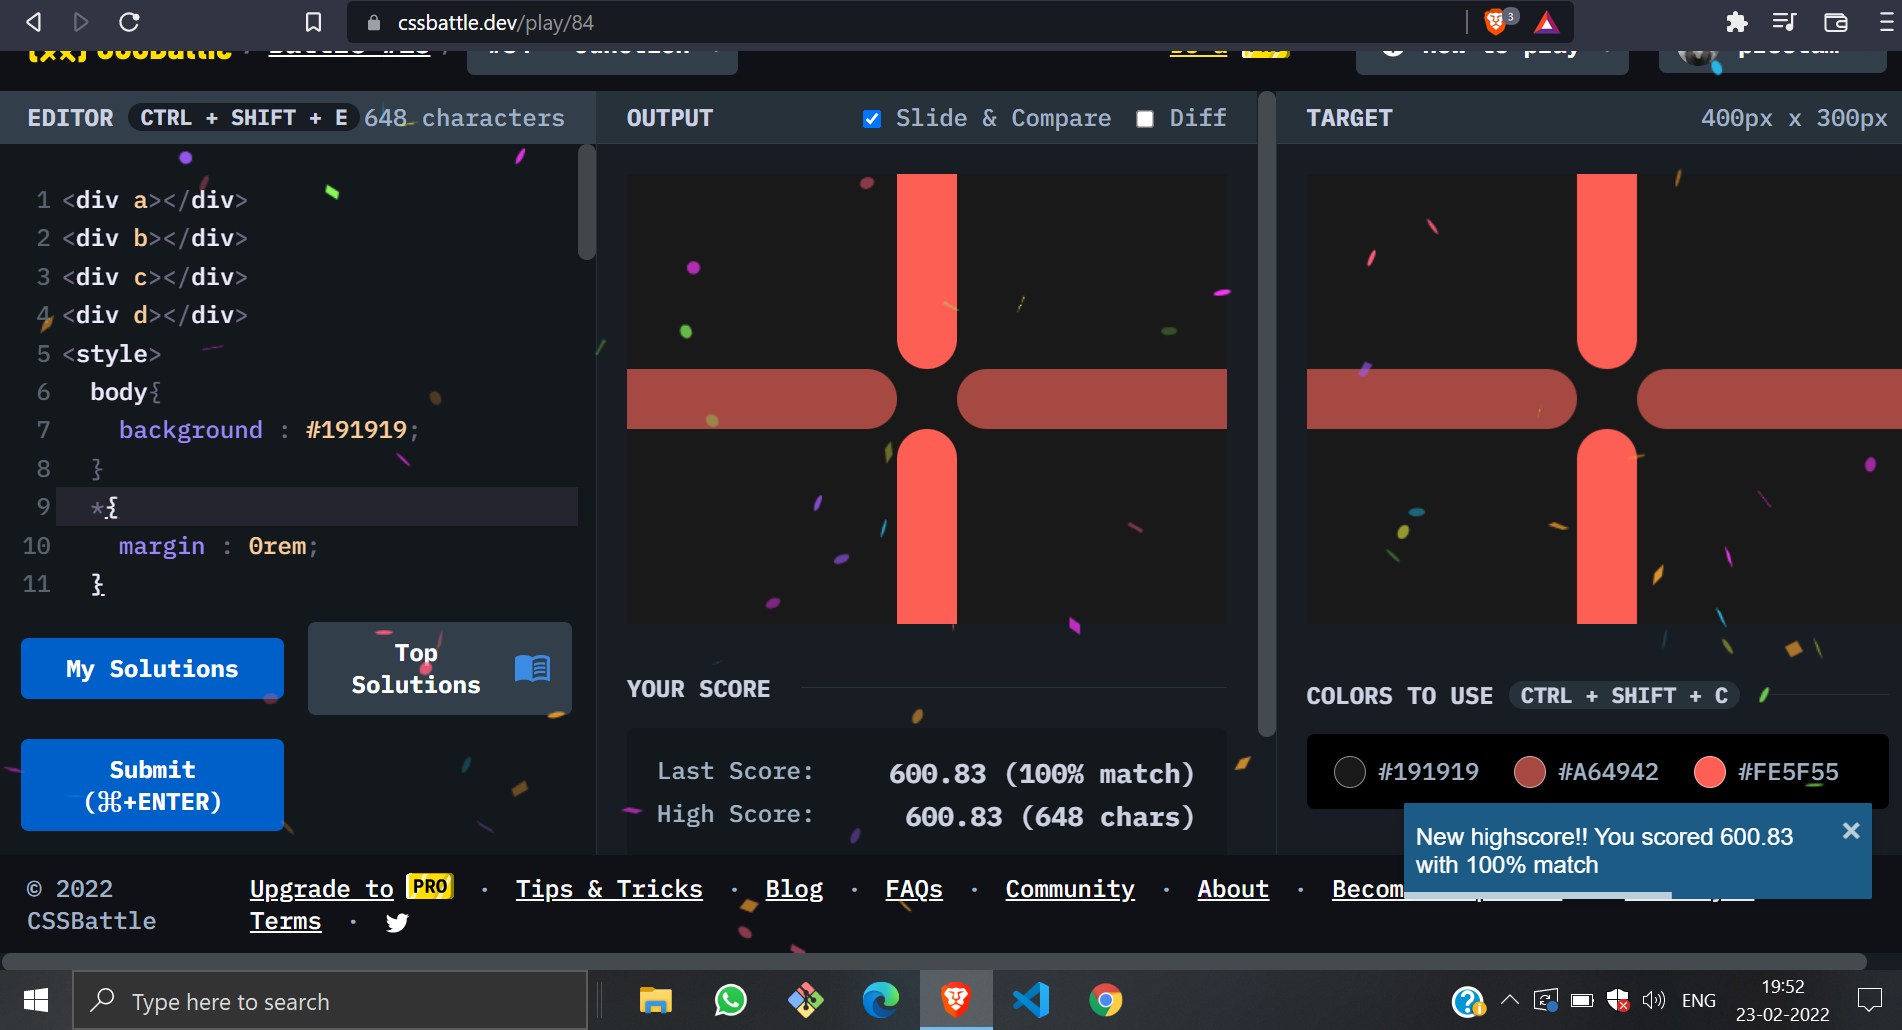 cssbattle.dev/play/84
3
EDITOR CTRL + SHIFT + E 648 characters
OUTPUT Slide & Compare Diff
TARGET 400px x 300px
1 <div a></div>
2 <div b></div>
3 <div c></div>
4 <div d></div>
5 <style>
6 body{
7 background : #191919;
8 }
9 *{
10 margin : 0rem;
11 }
My Solutions
Top
Solutions
Submit
(⌘+ENTER)
YOUR SCORE
Last Score: 600.83 (100% match)
High Score: 600.83 (648 chars)
COLORS TO USE CTRL + SHIFT + C
#191919 #A64942 #FE5F55
New highscore!! You scored 600.83
with 100% match
×
© 2022
CSSBattle
Upgrade to PRO · Tips & Tricks · Blog · FAQs · Community · About · Becom
Terms ·
Type here to search
ENG
19:52
23-02-2022